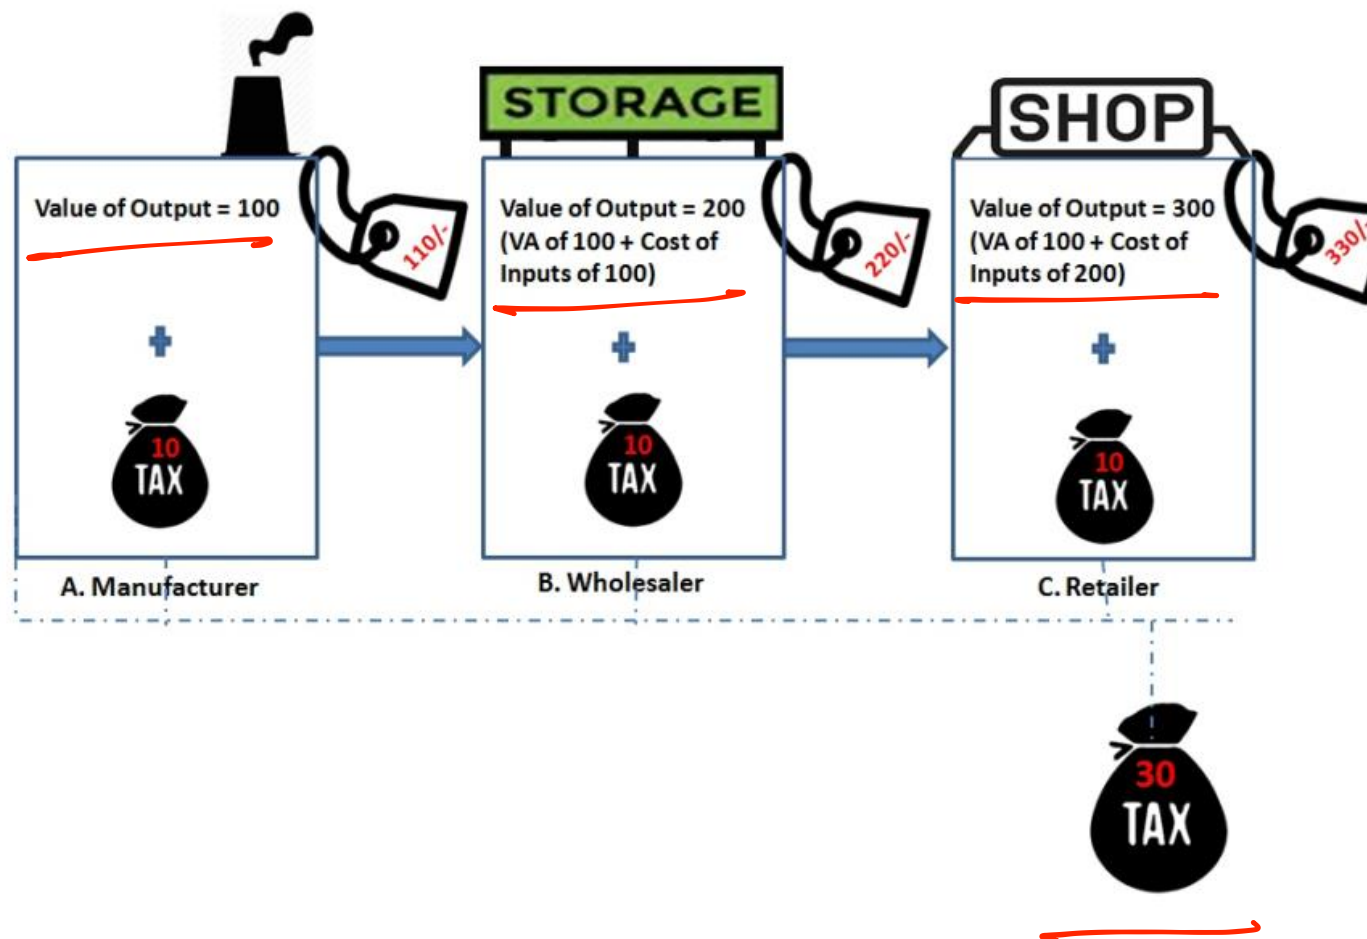 STORAGE
SHOP
Value of Output = 100
110/-
Value of Output = 200
(VA of 100 + Cost of
Inputs of 100)
220/-
Value of Output = 300
(VA of 100 + Cost of
Inputs of 200)
330/-
10
TAX
10
TAX
10
TAX
A. Manufacturer
B. Wholesaler
C. Retailer
30
TAX